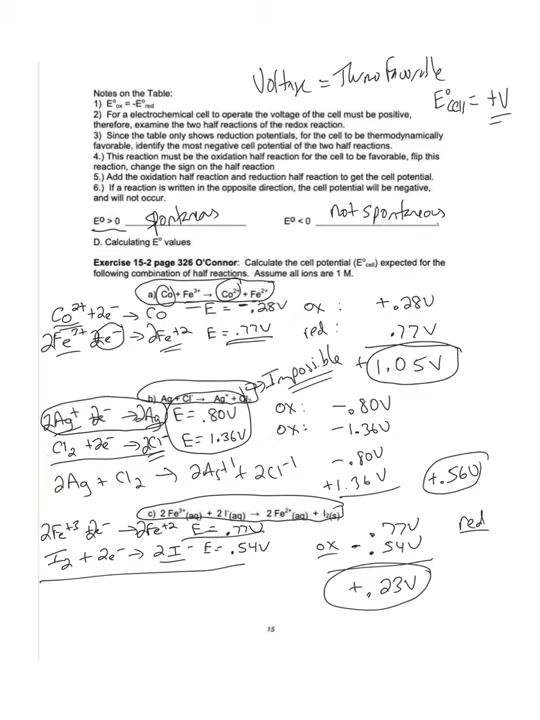 Voltage = Thermo Favorable
E°cell = +V
Notes on the Table:
1) E°ox = -E°red
2) For a electrochemical cell to operate the voltage of the cell must be positive,
therefore, examine the two half reactions of the redox reaction.
3) Since the table only shows reduction potentials, for the cell to be thermodynamically
favorable, identify the most negative cell potential of the two half reactions.
4.) This reaction must be the oxidation half reaction for the cell to be favorable, flip this
reaction, change the sign on the half reaction
5.) Add the oxidation half reaction and reduction half reaction to get the cell potential.
6.) If a reaction is written in the opposite direction, the cell potential will be negative,
and will not occur.
E° > 0 spontneous E° < 0 not spontneous
D. Calculating E° values
Exercise 15-2 page 326 O'Connor: Calculate the cell potential (E°cell) expected for the
following combination of half reactions. Assume all ions are 1 M.
a) Co + Fe³⁺ → Co²⁺ + Fe²⁺
Co²⁺ + 2e⁻ → Co - E = -.28V ox: +.28V
2Fe⁺³ 2e⁻ → 2Fe⁺² E = .77V red: .77V
+ 1.05V
Impossible
b) Ag + Cl⁻ → Ag⁺ + Cl₂
2Ag⁺ 2e⁻ → 2Ag E = .80V ox: -.80V
Cl₂ + 2e⁻ → 2Cl⁻ E = 1.36V ox: -1.36V
2Ag + Cl₂ → 2Ag⁺¹ + 2Cl⁻¹ -.80V
+1.36V +.56V
c) 2 Fe³⁺(aq) + 2 I⁻(aq) → 2 Fe²⁺(aq) + I₂(s)
2Fe⁺³ 2e⁻ → 2Fe⁺² E = .77V .77V red
I₂ + 2e⁻ → 2I⁻ E = .54V ox - .54V
+.23V
15